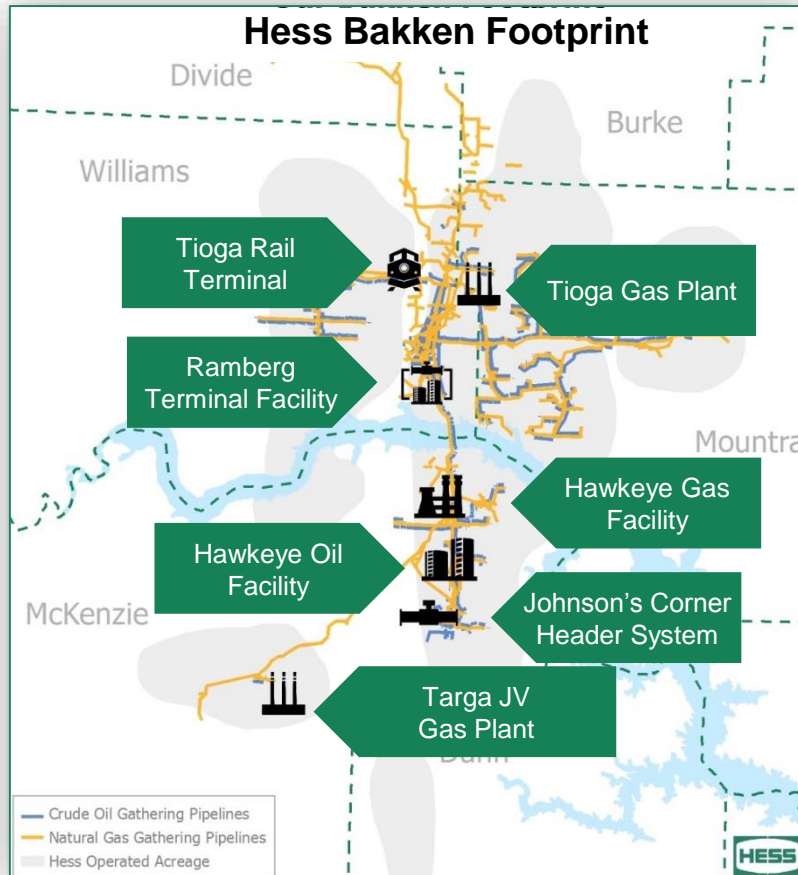 Hess Bakken Footprint
Divide
Burke
Williams
Tioga Rail
Terminal
Tioga Gas Plant
Ramberg
Terminal Facility
Mountra
Hawkeye Gas
Facility
Hawkeye Oil
Facility
McKenzie
Johnson's Corner
Header System
Targa JV
Gas Plant
Crude Oil Gathering Pipelines
Natural Gas Gathering Pipelines
Hess Operated Acreage
HESS